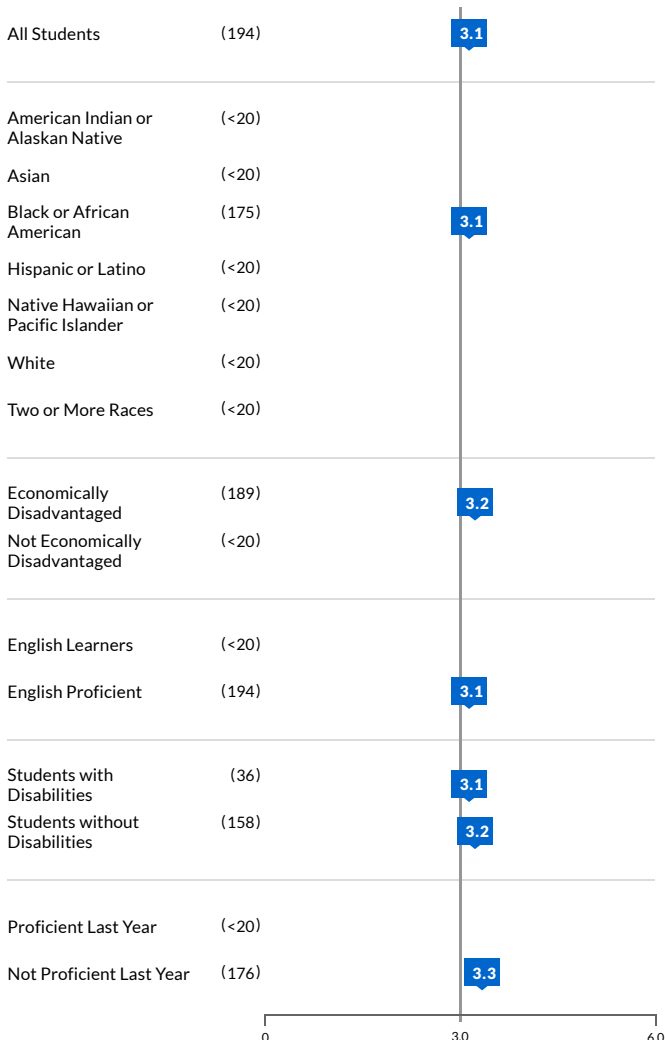 All Students (194) 3.1
American Indian or (<20)
Alaskan Native
Asian (<20)
Black or African (175) 3.1
American
Hispanic or Latino (<20)
Native Hawaiian or (<20)
Pacific Islander
White (<20)
Two or More Races (<20)
Economically (189) 3.2
Disadvantaged
Not Economically (<20)
Disadvantaged
English Learners (<20)
English Proficient (194) 3.1
Students with (36) 3.1
Disabilities
Students without (158) 3.2
Disabilities
Proficient Last Year (<20)
Not Proficient Last Year (176) 3.3
0 3.0 6.0